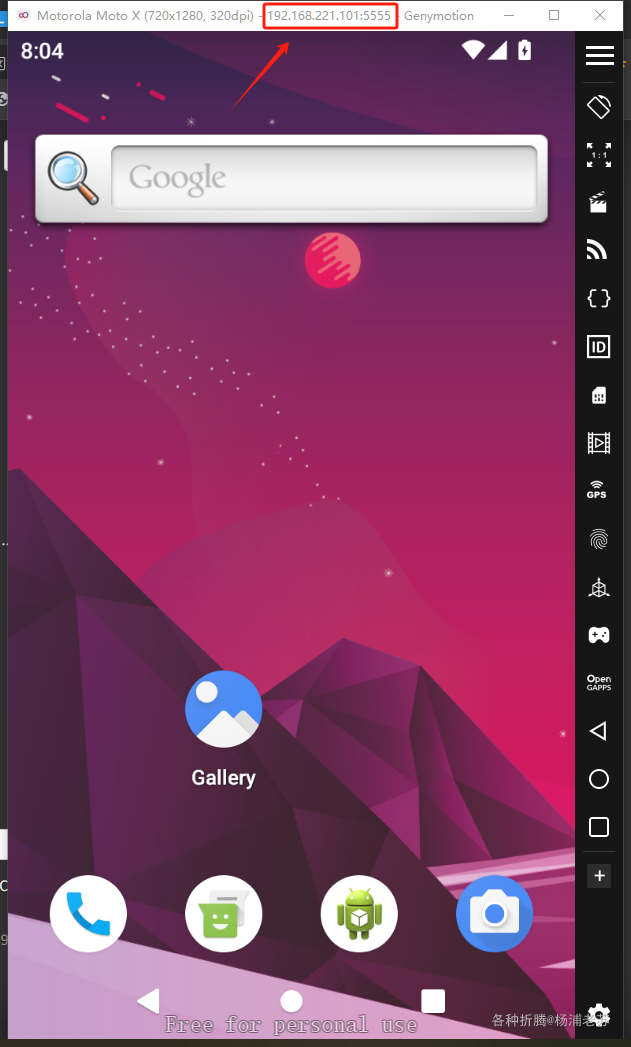 Motorola Moto X (720x1280, 320dpi) - 192.168.221.101:5555 - Genymotion
8:04
Google
1:1
ID
GPS
Open
GAPPS
Gallery
Free for personal use
各种折腾@杨浦老